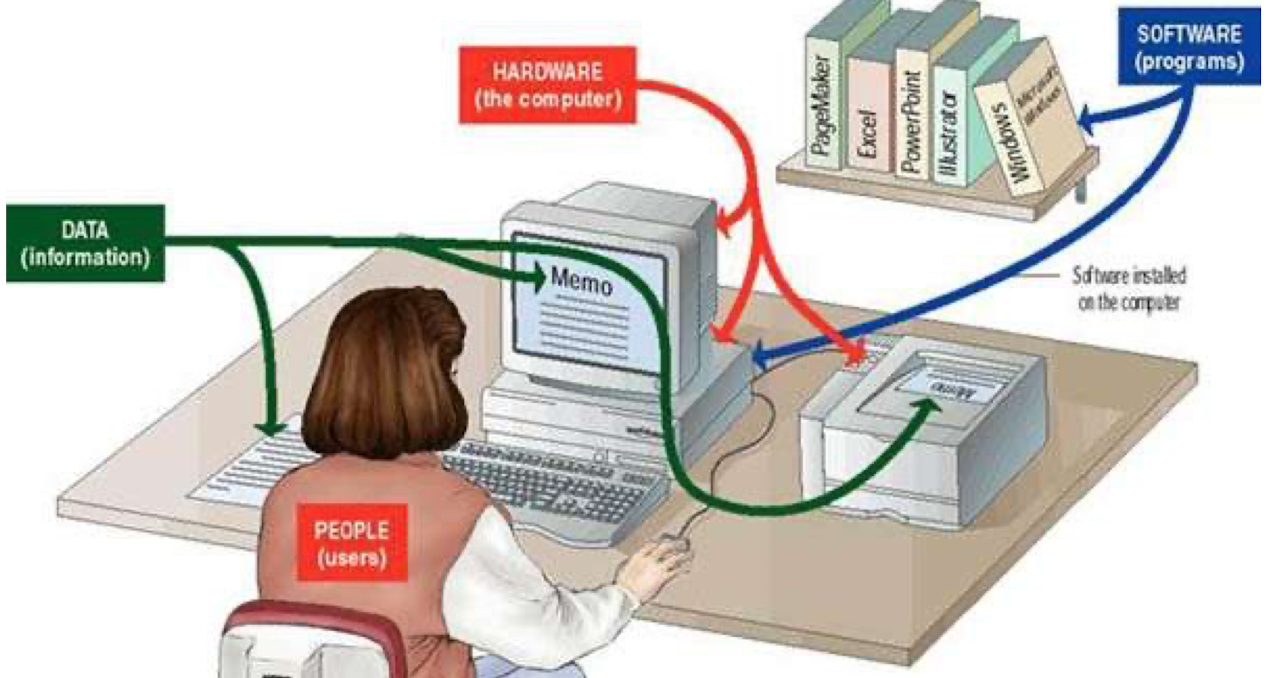 HARDWARE
(the computer)
SOFTWARE
(programs)
PageMaker
Excel
PowerPoint
Illustrator
Windows
Microsoft
Windows
DATA
(information)
Memo
Software installed
on the computer
PEOPLE
(users)